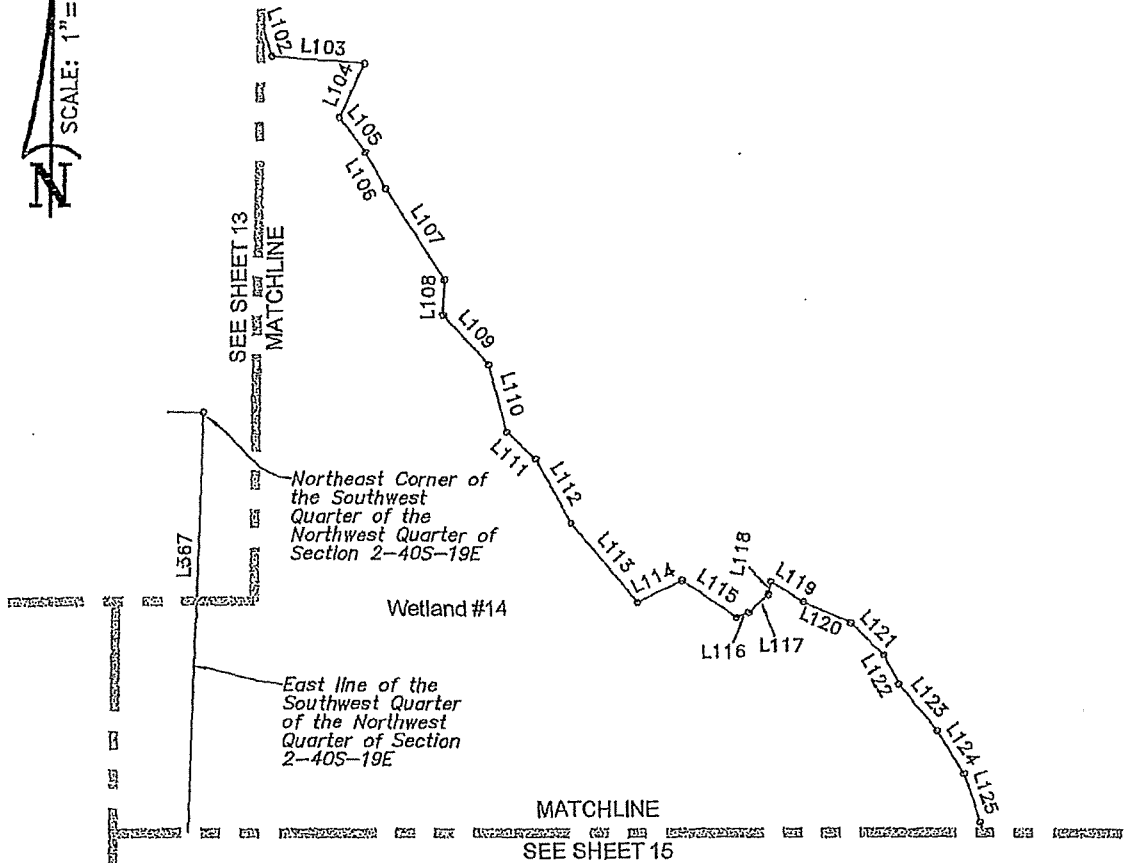 SCALE: 1"=
N
L102
L103
L104
L105
L106
L107
L108
L109
L110
L111
L112
L113
L114
L115
L116
L117
L118
L119
L120
L121
L122
L123
L124
L125
SEE SHEET 13
MATCHLINE
L367
Northeast Corner of
the Southwest
Quarter of the
Northwest Quarter of
Section 2-40S-19E
Wetland #14
East line of the
Southwest Quarter
of the Northwest
Quarter of Section
2-40S-19E
MATCHLINE
SEE SHEET 15